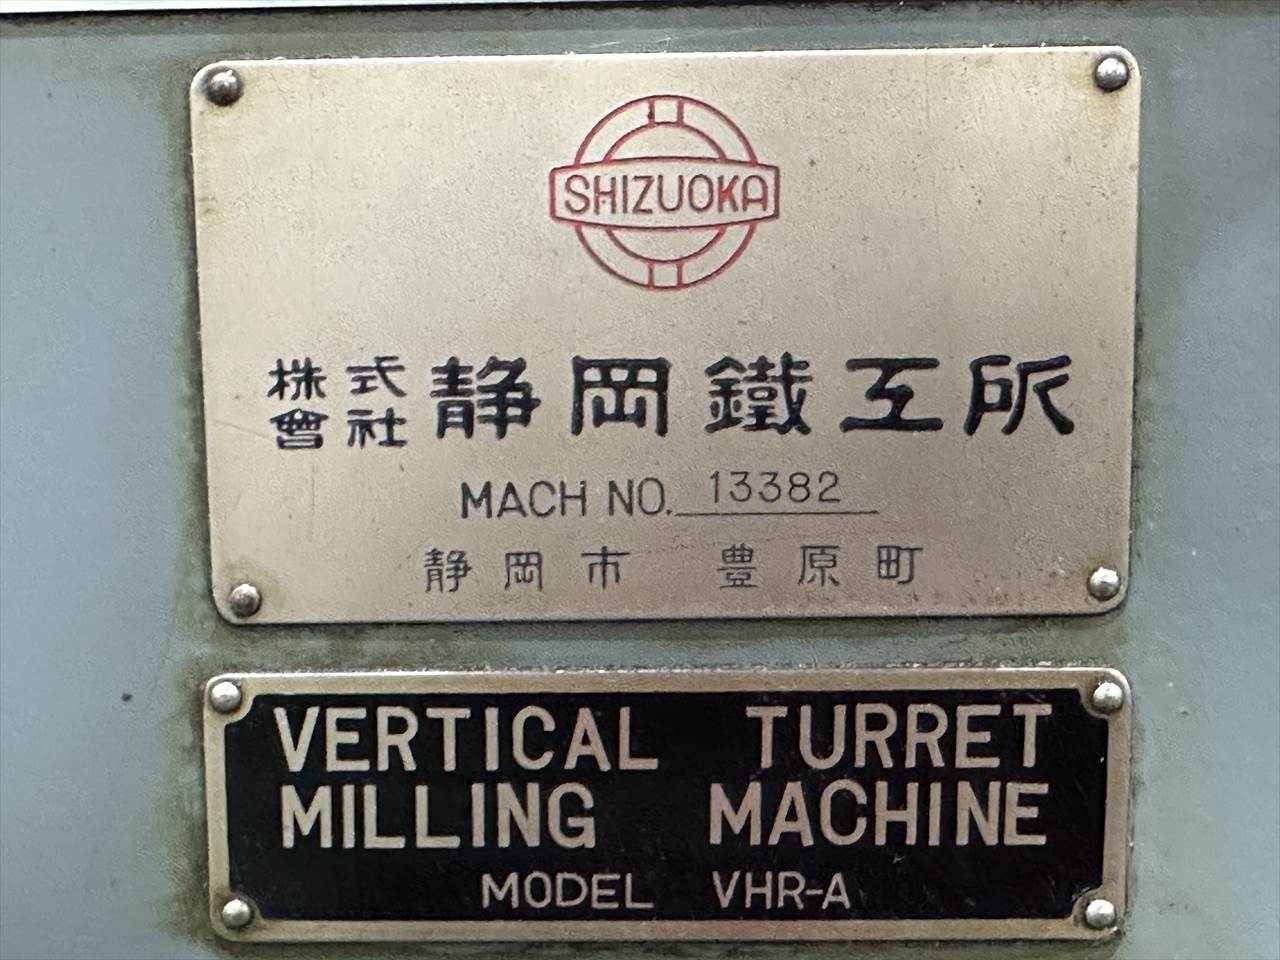 SHIZUOKA
株式會社 静岡鐵工所
MACH NO. 13382
静岡市 豊原町
VERTICAL TURRET
MILLING MACHINE
MODEL VHR-A